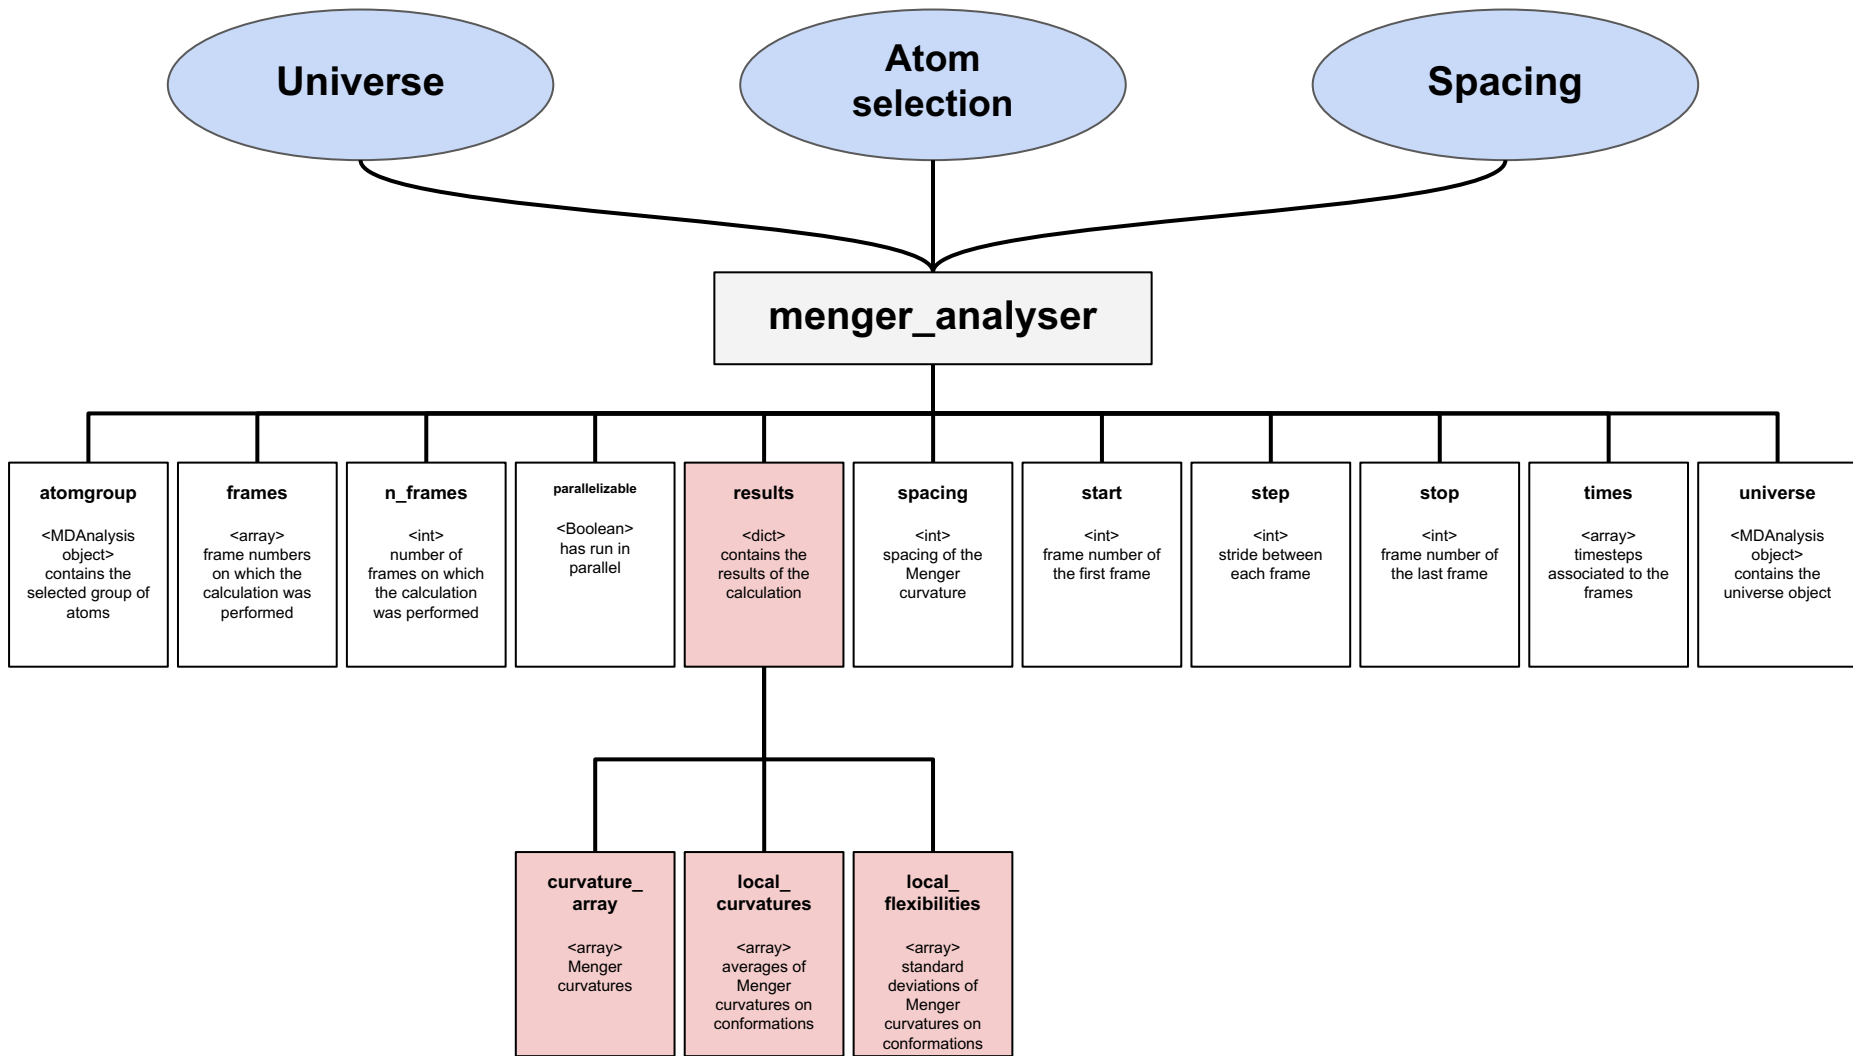 Universe
Atom
selection
Spacing
menger_analyser
atomgroup
<MDAnalysis
object>
contains the
selected group of
atoms
frames
<array>
frame numbers
on which the
calculation was
performed
n_frames
<int>
number of
frames on which
the calculation
was performed
parallelizable
<Boolean>
has run in
parallel
results
<dict>
contains the
results of the
calculation
spacing
<int>
spacing of the
Menger
curvature
start
<int>
frame number of
the first frame
step
<int>
stride between
each frame
stop
<int>
frame number of
the last frame
times
<array>
timesteps
associated to the
frames
universe
<MDAnalysis
object>
contains the
universe object
curvature_
array
<array>
Menger
curvatures
local_
curvatures
<array>
averages of
Menger
curvatures on
conformations
local_
flexibilities
<array>
standard
deviations of
Menger
curvatures on
conformations